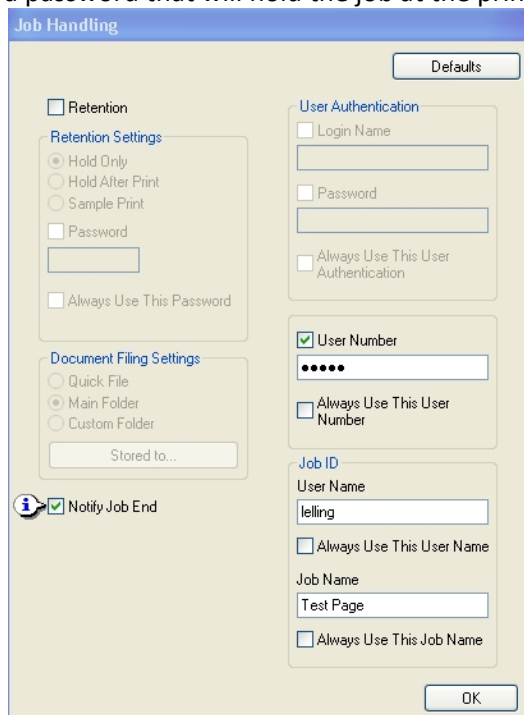 a password that will hold the job at the prin
Job Handling
Defaults
Retention
Retention Settings
Hold Only
Hold After Print
Sample Print
Password
Always Use This Password
Document Filing Settings
Quick File
Main Folder
Custom Folder
Stored to...
Notify Job End
User Authentication
Login Name
Password
Always Use This User
Authentication
User Number
•••••
Always Use This User
Number
Job ID
User Name
lelling
Always Use This User Name
Job Name
Test Page
Always Use This Job Name
OK